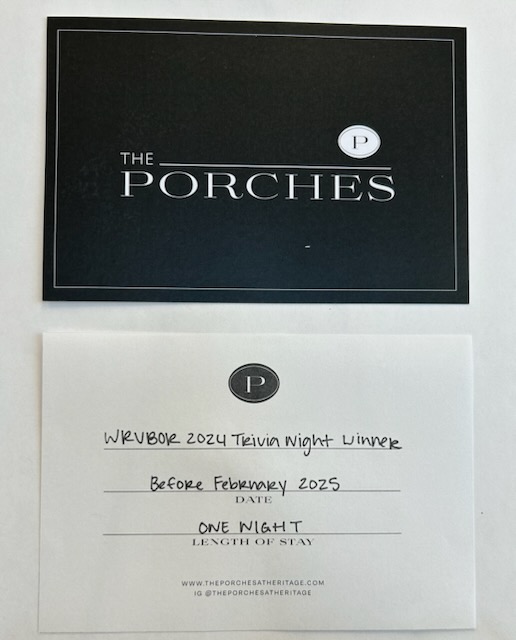 P
THE
PORCHES
P
WRVBOR 2024 Trivia Night Winner
Before February 2025
DATE
ONE NIGHT
LENGTH OF STAY
WWW.THEPORCHESATHERITAGE.COM
IG @THEPORCHESATHERITAGE